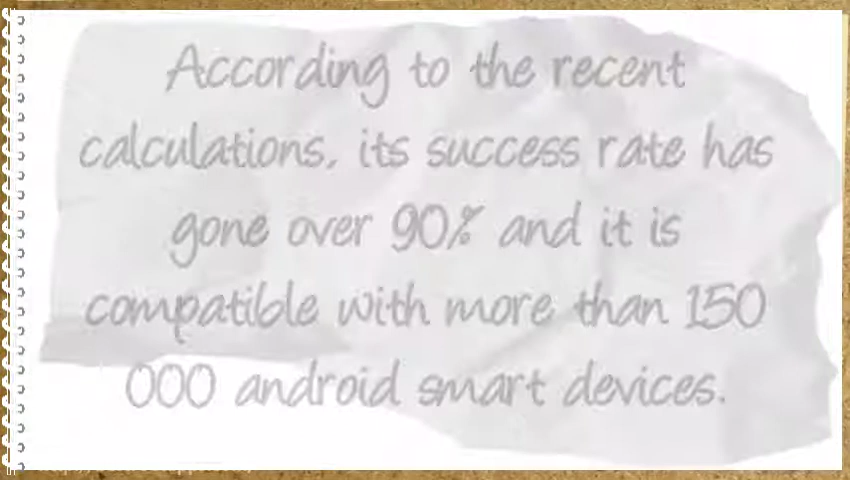 According to the recent
calculations, its success rate has
gone over 90% and it is
compatible with more than 150
000 android smart devices.